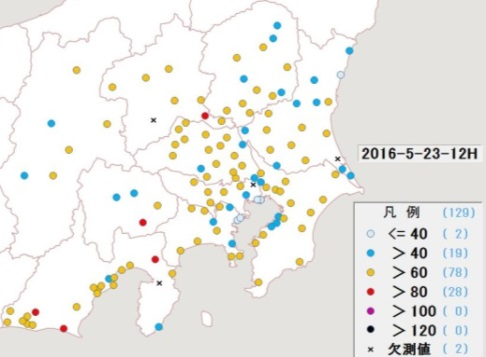 2016-5-23-12H
凡 例 (129)
<= 40 ( 2)
> 40 (19)
> 60 (78)
> 80 (28)
> 100 ( 0)
> 120 ( 0)
× 欠測値 ( 2)